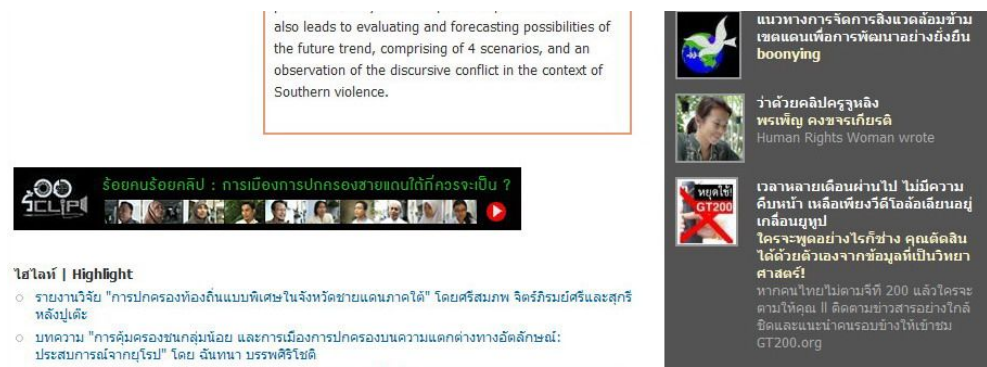 also leads to evaluating and forecasting possibilities of
the future trend, comprising of 4 scenarios, and an
observation of the discursive conflict in the context of
Southern violence.
100
CLIP
ร้อยคนร้อยคลิป : การเมืองการปกครองชายแดนใต้ที่ควรจะเป็น ?
ไฮไลท์ | Highlight
รายงานวิจัย "การปกครองท้องถิ่นแบบพิเศษในจังหวัดชายแดนภาคใต้" โดยศรีสมภพ จิตร์ภิรมย์ศรีและสุกรี
หลังปูเต๊ะ
บทความ "การคุ้มครองชนกลุ่มน้อย และการเมืองการปกครองบนความแตกต่างทางอัตลักษณ์:
ประสบการณ์จากยุโรป" โดย ฉันทนา บรรพศิริโชติ
แนวทางการจัดการสิ่งแวดล้อมข้าม
เขตแดนเพื่อการพัฒนาอย่างยั่งยืน
boonying
ว่าด้วยคลิปครูจูหลิง
พรเพ็ญ คงขจรเกียรติ
Human Rights Woman wrote
หยุดใช้!
GT200
เวลาหลายเดือนผ่านไป ไม่มีความ
คืบหน้า เหลือเพียงวีดีโอล้อเลียนอยู่
เกลื่อนยูทูป
ใครจะพูดอย่างไรก็ช่าง คุณตัดสิน
ได้ด้วยตัวเองจากข้อมูลที่เป็นวิทยา
ศาสตร์!
หากคนไทยไม่ตามจีที 200 แล้วใครจะ
ตามให้คุณ || ติดตามข่าวสารอย่างใกล้
ชิดและแนะนำคนรอบข้างให้เข้าชม
GT200.org